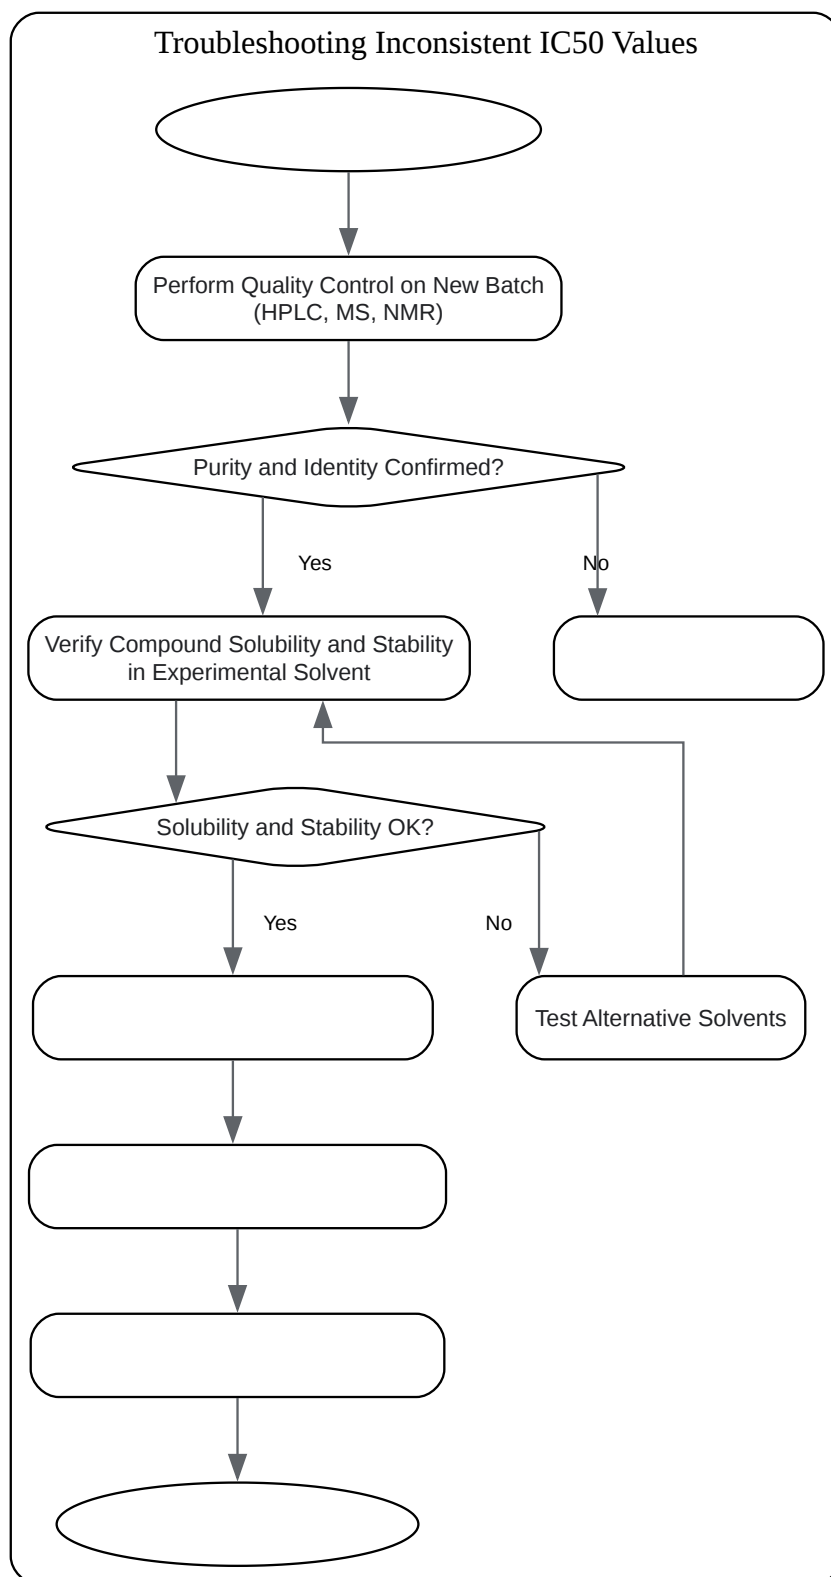 Troubleshooting Inconsistent IC50 Values
Perform Quality Control on New Batch
(HPLC, MS, NMR)
Purity and Identity Confirmed?
Yes
No
Verify Compound Solubility and Stability
in Experimental Solvent
Solubility and Stability OK?
Yes
No
Test Alternative Solvents